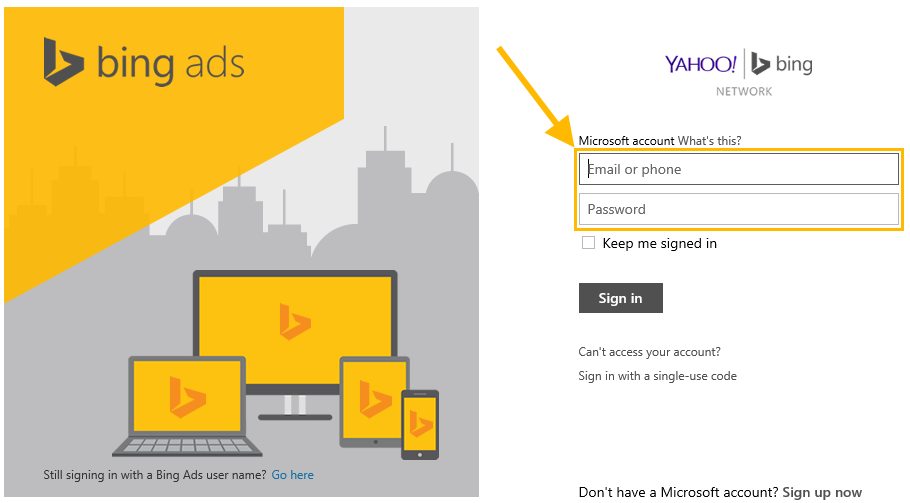 bing ads
YAHOO! bing
NETWORK
Microsoft account What's this?
Email or phone
Password
Keep me signed in
Sign in
Can't access your account?
Sign in with a single-use code
Still signing in with a Bing Ads user name? Go here
Don't have a Microsoft account? Sign up now